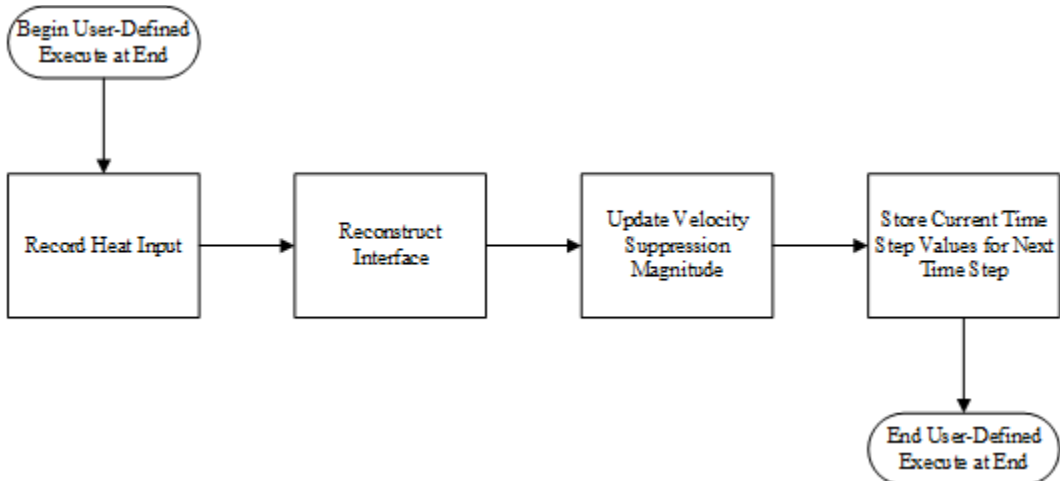 Begin User-Defined
Execute at End
Record Heat Input
Reconstruct
Interface
Update Velocity
Suppression
Magnitude
Store Current Time
Step Values for Next
Time Step
End User-Defined
Execute at End